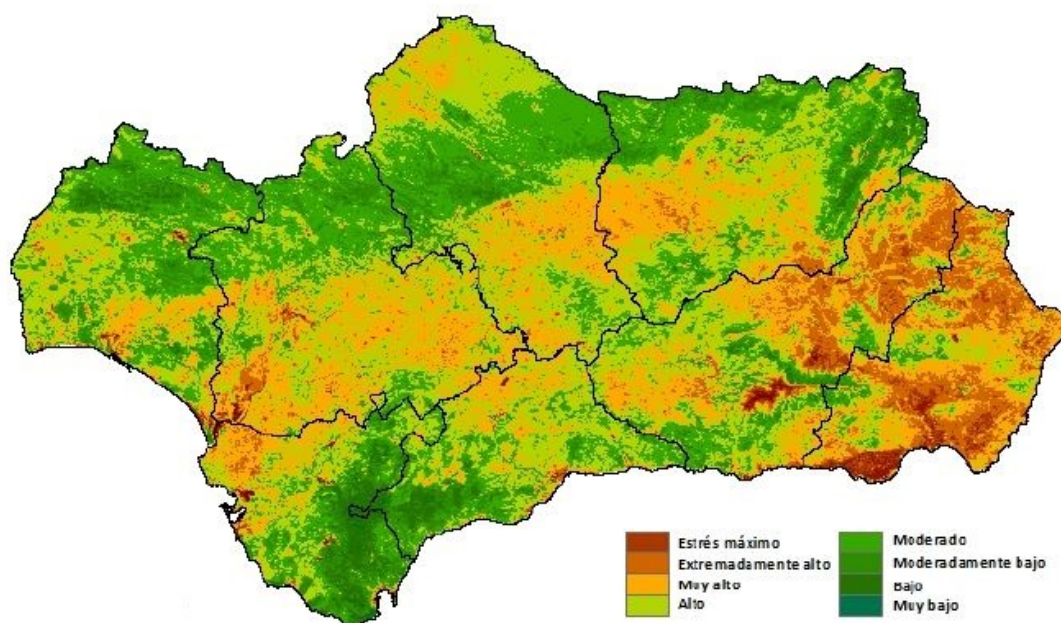 Estrés máximo
Extremadamente alto
Muy alto
Alto
Moderado
Moderadamente bajo
Bajo
Muy bajo